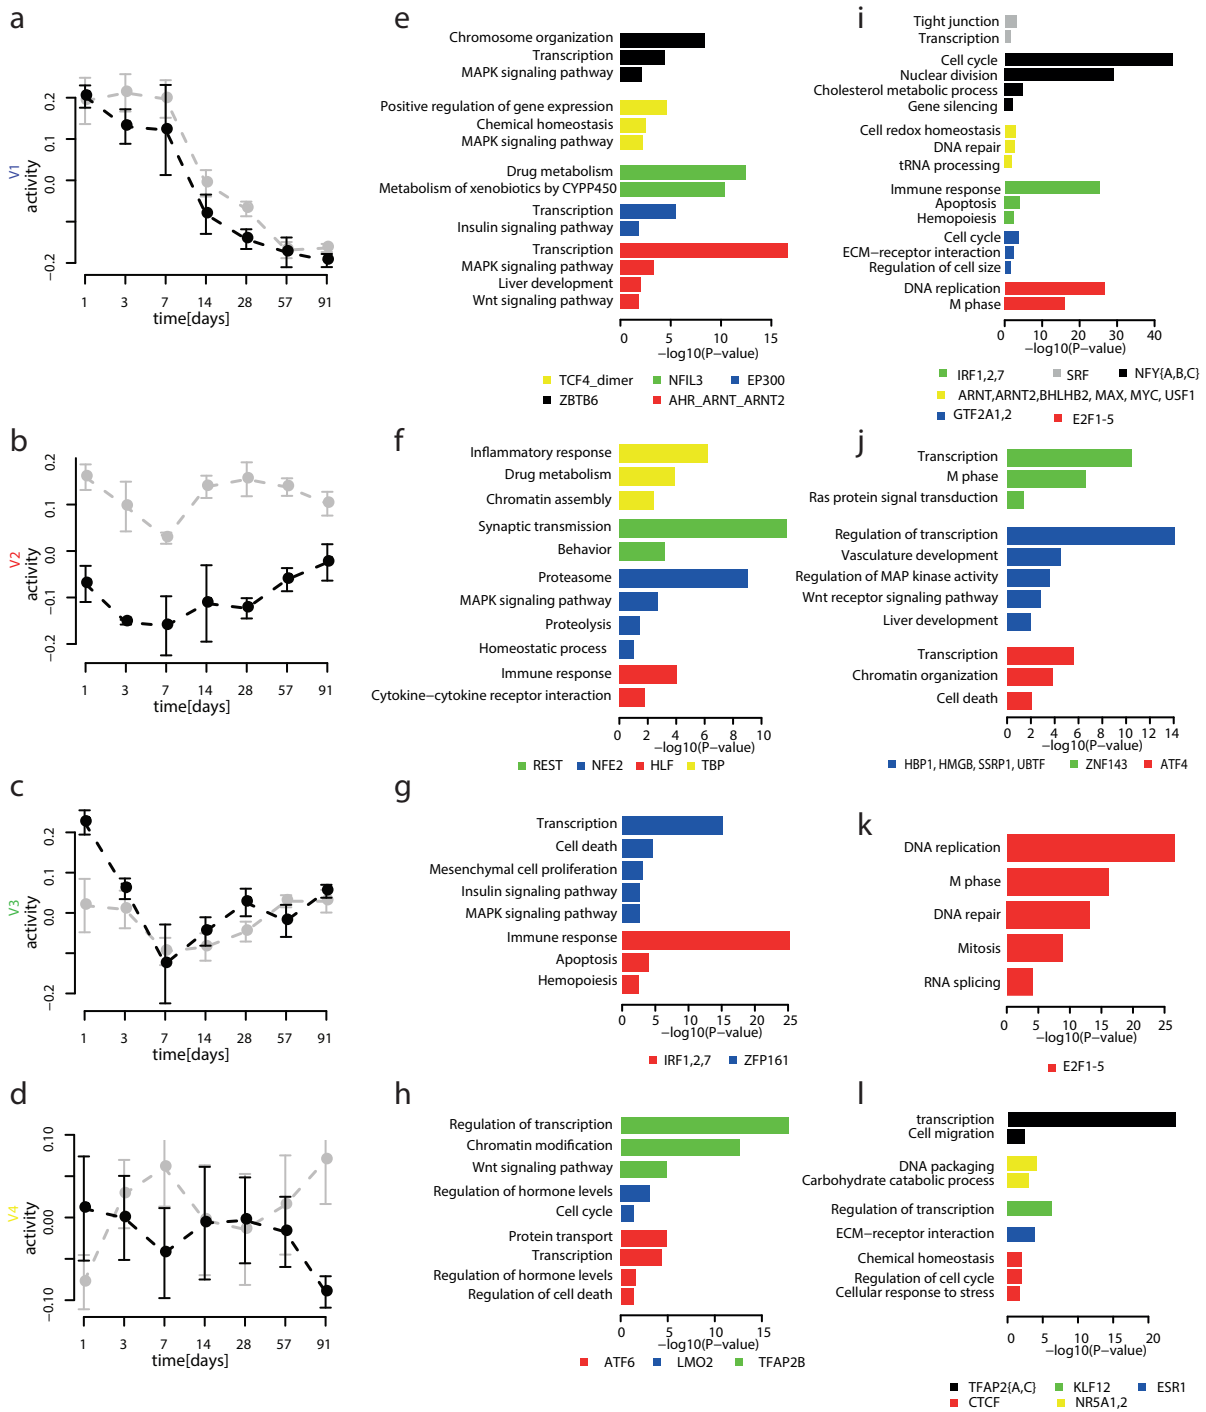 a
0.2
0.0
−0.2
V1
activity
1 3 7 14 28 57 91
time[days]
b
0.2
0.1
0.0
−0.1
−0.2
V2
activity
1 3 7 14 28 57 91
time[days]
c
0.2
0.0
−0.2
V3
activity
1 3 7 14 28 57 91
time[days]
d
0.10
0.00
−0.10
V4
activity
1 3 7 14 28 57 91
time[days]
e
Chromosome organization
Transcription
MAPK signaling pathway
Positive regulation of gene expression
Chemical homeostasis
MAPK signaling pathway
Drug metabolism
Metabolism of xenobiotics by CYPP450
Transcription
Insulin signaling pathway
Transcription
MAPK signaling pathway
Liver development
Wnt signaling pathway
0 5 10 15
−log10(P−value)
TCF4_dimer NFIL3 EP300
ZBTB6 AHR_ARNT_ARNT2
f
Inflammatory response
Drug metabolism
Chromatin assembly
Synaptic transmission
Behavior
Proteasome
MAPK signaling pathway
Proteolysis
Homeostatic process
Immune response
Cytokine−cytokine receptor interaction
0 2 4 6 8 10
−log10(P−value)
REST NFE2 HLF TBP
g
Transcription
Cell death
Mesenchymal cell proliferation
Insulin signaling pathway
MAPK signaling pathway
Immune response
Apoptosis
Hemopoiesis
0 5 10 15 20 25
−log10(P−value)
IRF1,2,7 ZFP161
h
Regulation of transcription
Chromatin modification
Wnt signaling pathway
Regulation of hormone levels
Cell cycle
Protein transport
Transcription
Regulation of hormone levels
Regulation of cell death
0 5 10 15
−log10(P−value)
ATF6 LMO2 TFAP2B
i
Tight junction
Transcription
Cell cycle
Nuclear division
Cholesterol metabolic process
Gene silencing
Cell redox homeostasis
DNA repair
tRNA processing
Immune response
Apoptosis
Hemopoiesis
Cell cycle
ECM−receptor interaction
Regulation of cell size
DNA replication
M phase
0 10 20 30 40
−log10(P−value)
IRF1,2,7 SRF NFY{A,B,C}
ARNT,ARNT2,BHLHB2, MAX, MYC, USF1
GTF2A1,2 E2F1-5
j
Transcription
M phase
Ras protein signal transduction
Regulation of transcription
Vasculature development
Regulation of MAP kinase activity
Wnt receptor signaling pathway
Liver development
Transcription
Chromatin organization
Cell death
0 2 4 6 8 10 12 14
−log10(P−value)
HBP1, HMGB, SSRP1, UBTF ZNF143 ATF4
k
DNA replication
M phase
DNA repair
Mitosis
RNA splicing
0 5 10 15 20 25
−log10(P−value)
E2F1-5
l
transcription
Cell migration
DNA packaging
Carbohydrate catabolic process
Regulation of transcription
ECM−receptor interaction
Chemical homeostasis
Regulation of cell cycle
Cellular response to stress
0 5 10 15 20
−log10(P−value)
TFAP2{A,C} KLF12 ESR1
CTCF NR5A1,2